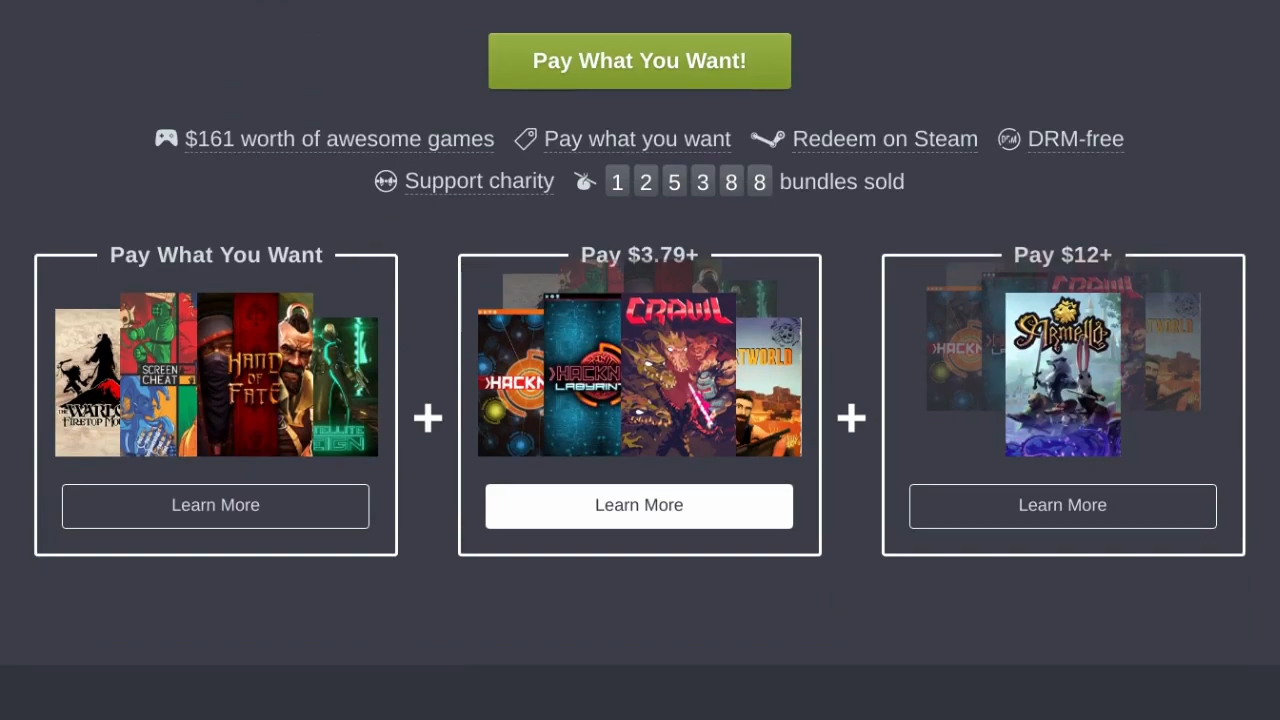 Pay What You Want!
$161 worth of awesome games Pay what you want Redeem on Steam DRM-free
Support charity 1 2 5 3 8 8 bundles sold
Pay What You Want
Pay $3.79+
Pay $12+
SCREEN
CHEAT
HAND
OF
FATE
CRAWL
Armello
+
+
Learn More
Learn More
Learn More